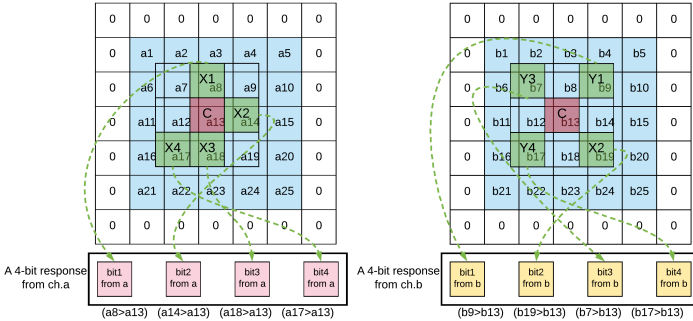 0 0 0 0 0 0 0
0 a1 a2 a3 a4 a5 0
X1
0 a6 a7 a8 a9 a10 0
C X2
0 a11 a12 a13 a14 a15 0
X4 X3
0 a16 a17 a18 a19 a20 0
0 a21 a22 a23 a24 a25 0
0 0 0 0 0 0 0
A 4-bit response
from ch.a
bit1 bit2 bit3 bit4
from a from a from a from a
(a8>a13) (a14>a13) (a18>a13) (a17>a13)
0 0 0 0 0 0 0
0 b1 b2 b3 b4 b5 0
Y3 Y1
0 b6 b7 b8 b9 b10 0
C
0 b11 b12 b13 b14 b15 0
Y4 X2
0 b16 b17 b18 b19 b20 0
0 b21 b22 b23 b24 b25 0
0 0 0 0 0 0 0
A 4-bit response
from ch.b
bit1 bit2 bit3 bit4
from b from b from b from b
(b9>b13) (b19>b13) (b7>b13) (b17>b13)